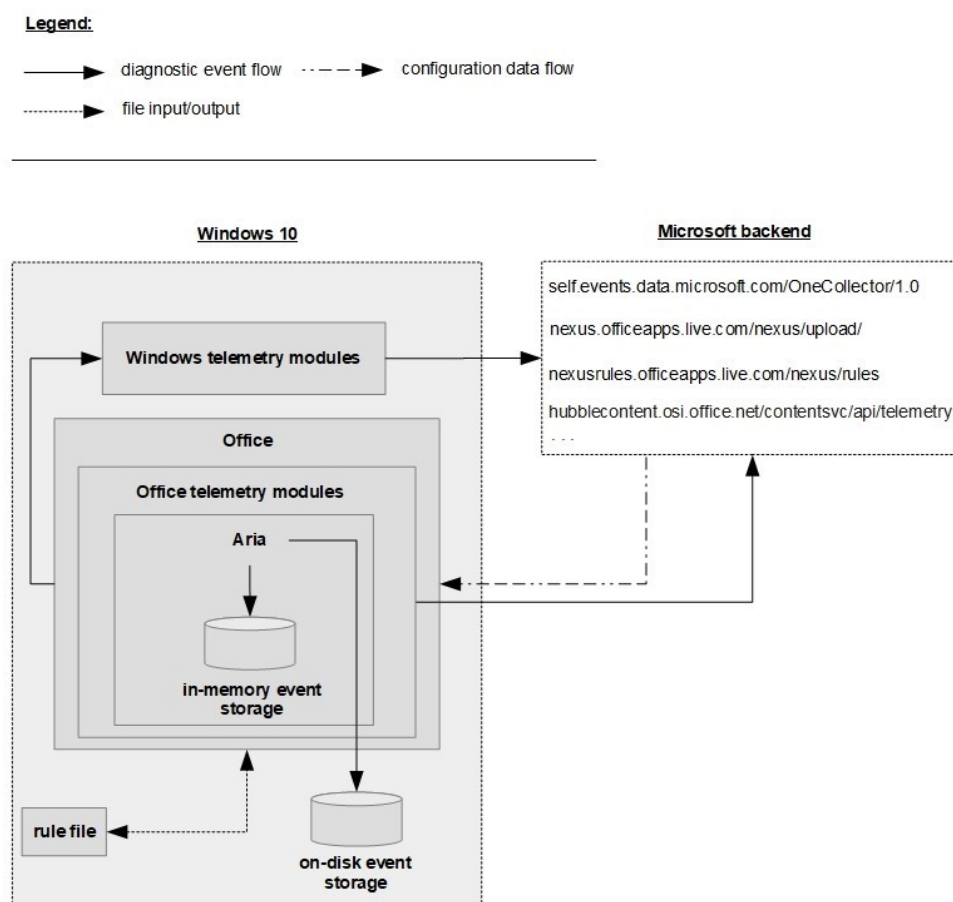 Legend:
diagnostic event flow
configuration data flow
file input/output
Windows 10
Microsoft backend
self.events.data.microsoft.com/OneCollector/1.0
nexus.officeapps.live.com/nexus/upload/
nexusrules.officeapps.live.com/nexus/rules
hubblecontent.osi.office.net/contentsvc/api/telemetry
. . .
Windows telemetry modules
Office
Office telemetry modules
Aria
in-memory event
storage
rule file
on-disk event
storage